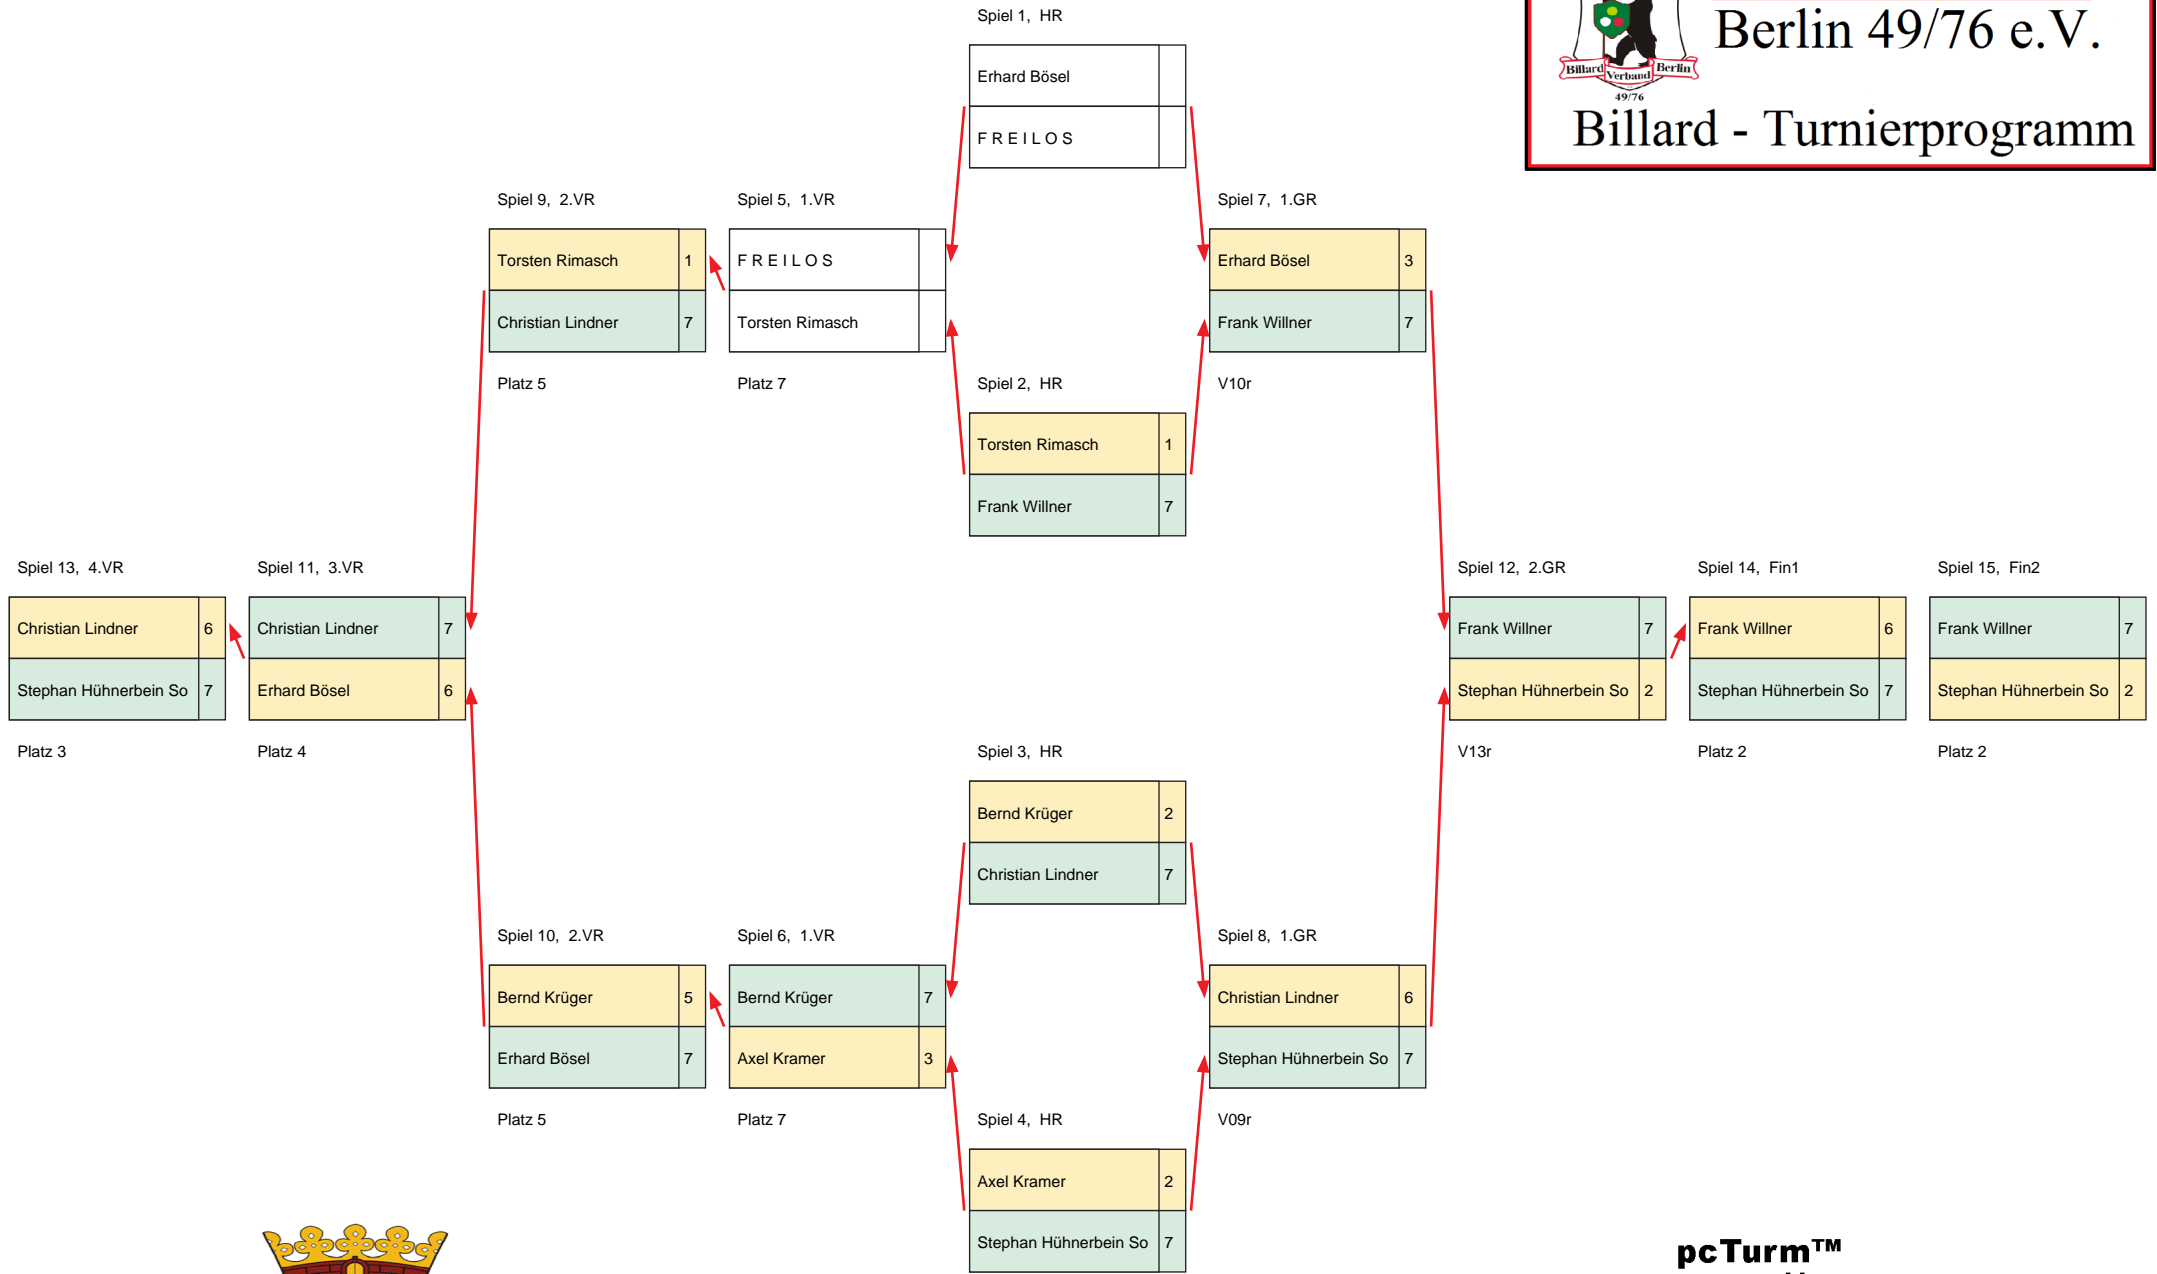 Spiel 1, HR
Erhard Bösel
F R E I L O S
Berlin 49/76 e.V.
Billard Verband Berlin
49/76
Billard - Turnierprogramm
Spiel 9, 2.VR
Torsten Rimasch 1
Christian Lindner 7
Platz 5
Spiel 5, 1.VR
F R E I L O S
Torsten Rimasch
Platz 7
Spiel 7, 1.GR
Erhard Bösel 3
Frank Willner 7
V10r
Spiel 2, HR
Torsten Rimasch 1
Frank Willner 7
Spiel 13, 4.VR
Christian Lindner 6
Stephan Hühnerbein So 7
Platz 3
Spiel 11, 3.VR
Christian Lindner 7
Erhard Bösel 6
Platz 4
Spiel 12, 2.GR
Frank Willner 7
Stephan Hühnerbein So 2
V13r
Spiel 14, Fin1
Frank Willner 6
Stephan Hühnerbein So 7
Platz 2
Spiel 15, Fin2
Frank Willner 7
Stephan Hühnerbein So 2
Platz 2
Spiel 3, HR
Bernd Krüger 2
Christian Lindner 7
Spiel 10, 2.VR
Bernd Krüger 5
Erhard Bösel 7
Platz 5
Spiel 6, 1.VR
Bernd Krüger 7
Axel Kramer 3
Platz 7
Spiel 8, 1.GR
Christian Lindner 6
Stephan Hühnerbein So 7
V09r
Spiel 4, HR
Axel Kramer 2
Stephan Hühnerbein So 7
pcTurm™